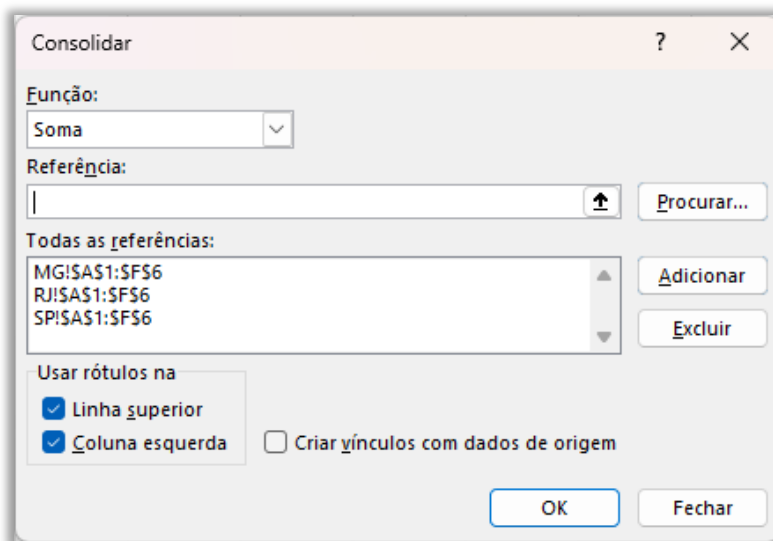 Consolidar ?
Função:
Soma
Referência:
Procurar...
Todas as referências:
MG!$A$1:$F$6
RJ!$A$1:$F$6
SP!$A$1:$F$6
Adicionar
Excluir
Usar rótulos na
Linha superior
Coluna esquerda
Criar vínculos com dados de origem
OK
Fechar